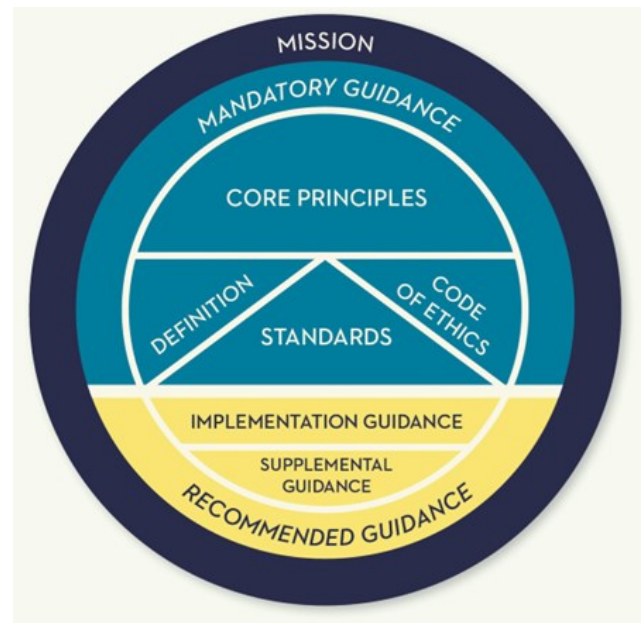 MISSION
MANDATORY GUIDANCE
CORE PRINCIPLES
DEFINITION
CODE
OF ETHICS
STANDARDS
IMPLEMENTATION GUIDANCE
SUPPLEMENTAL
GUIDANCE
RECOMMENDED GUIDANCE